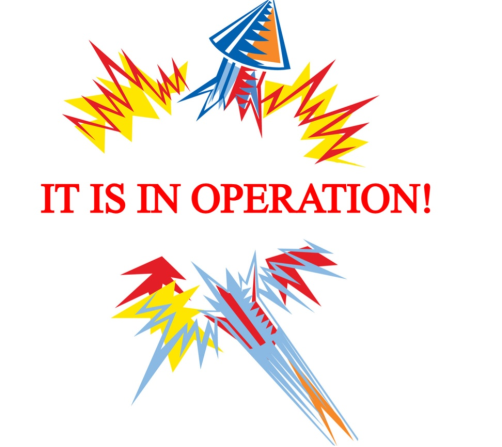 IT IS IN OPERATION!